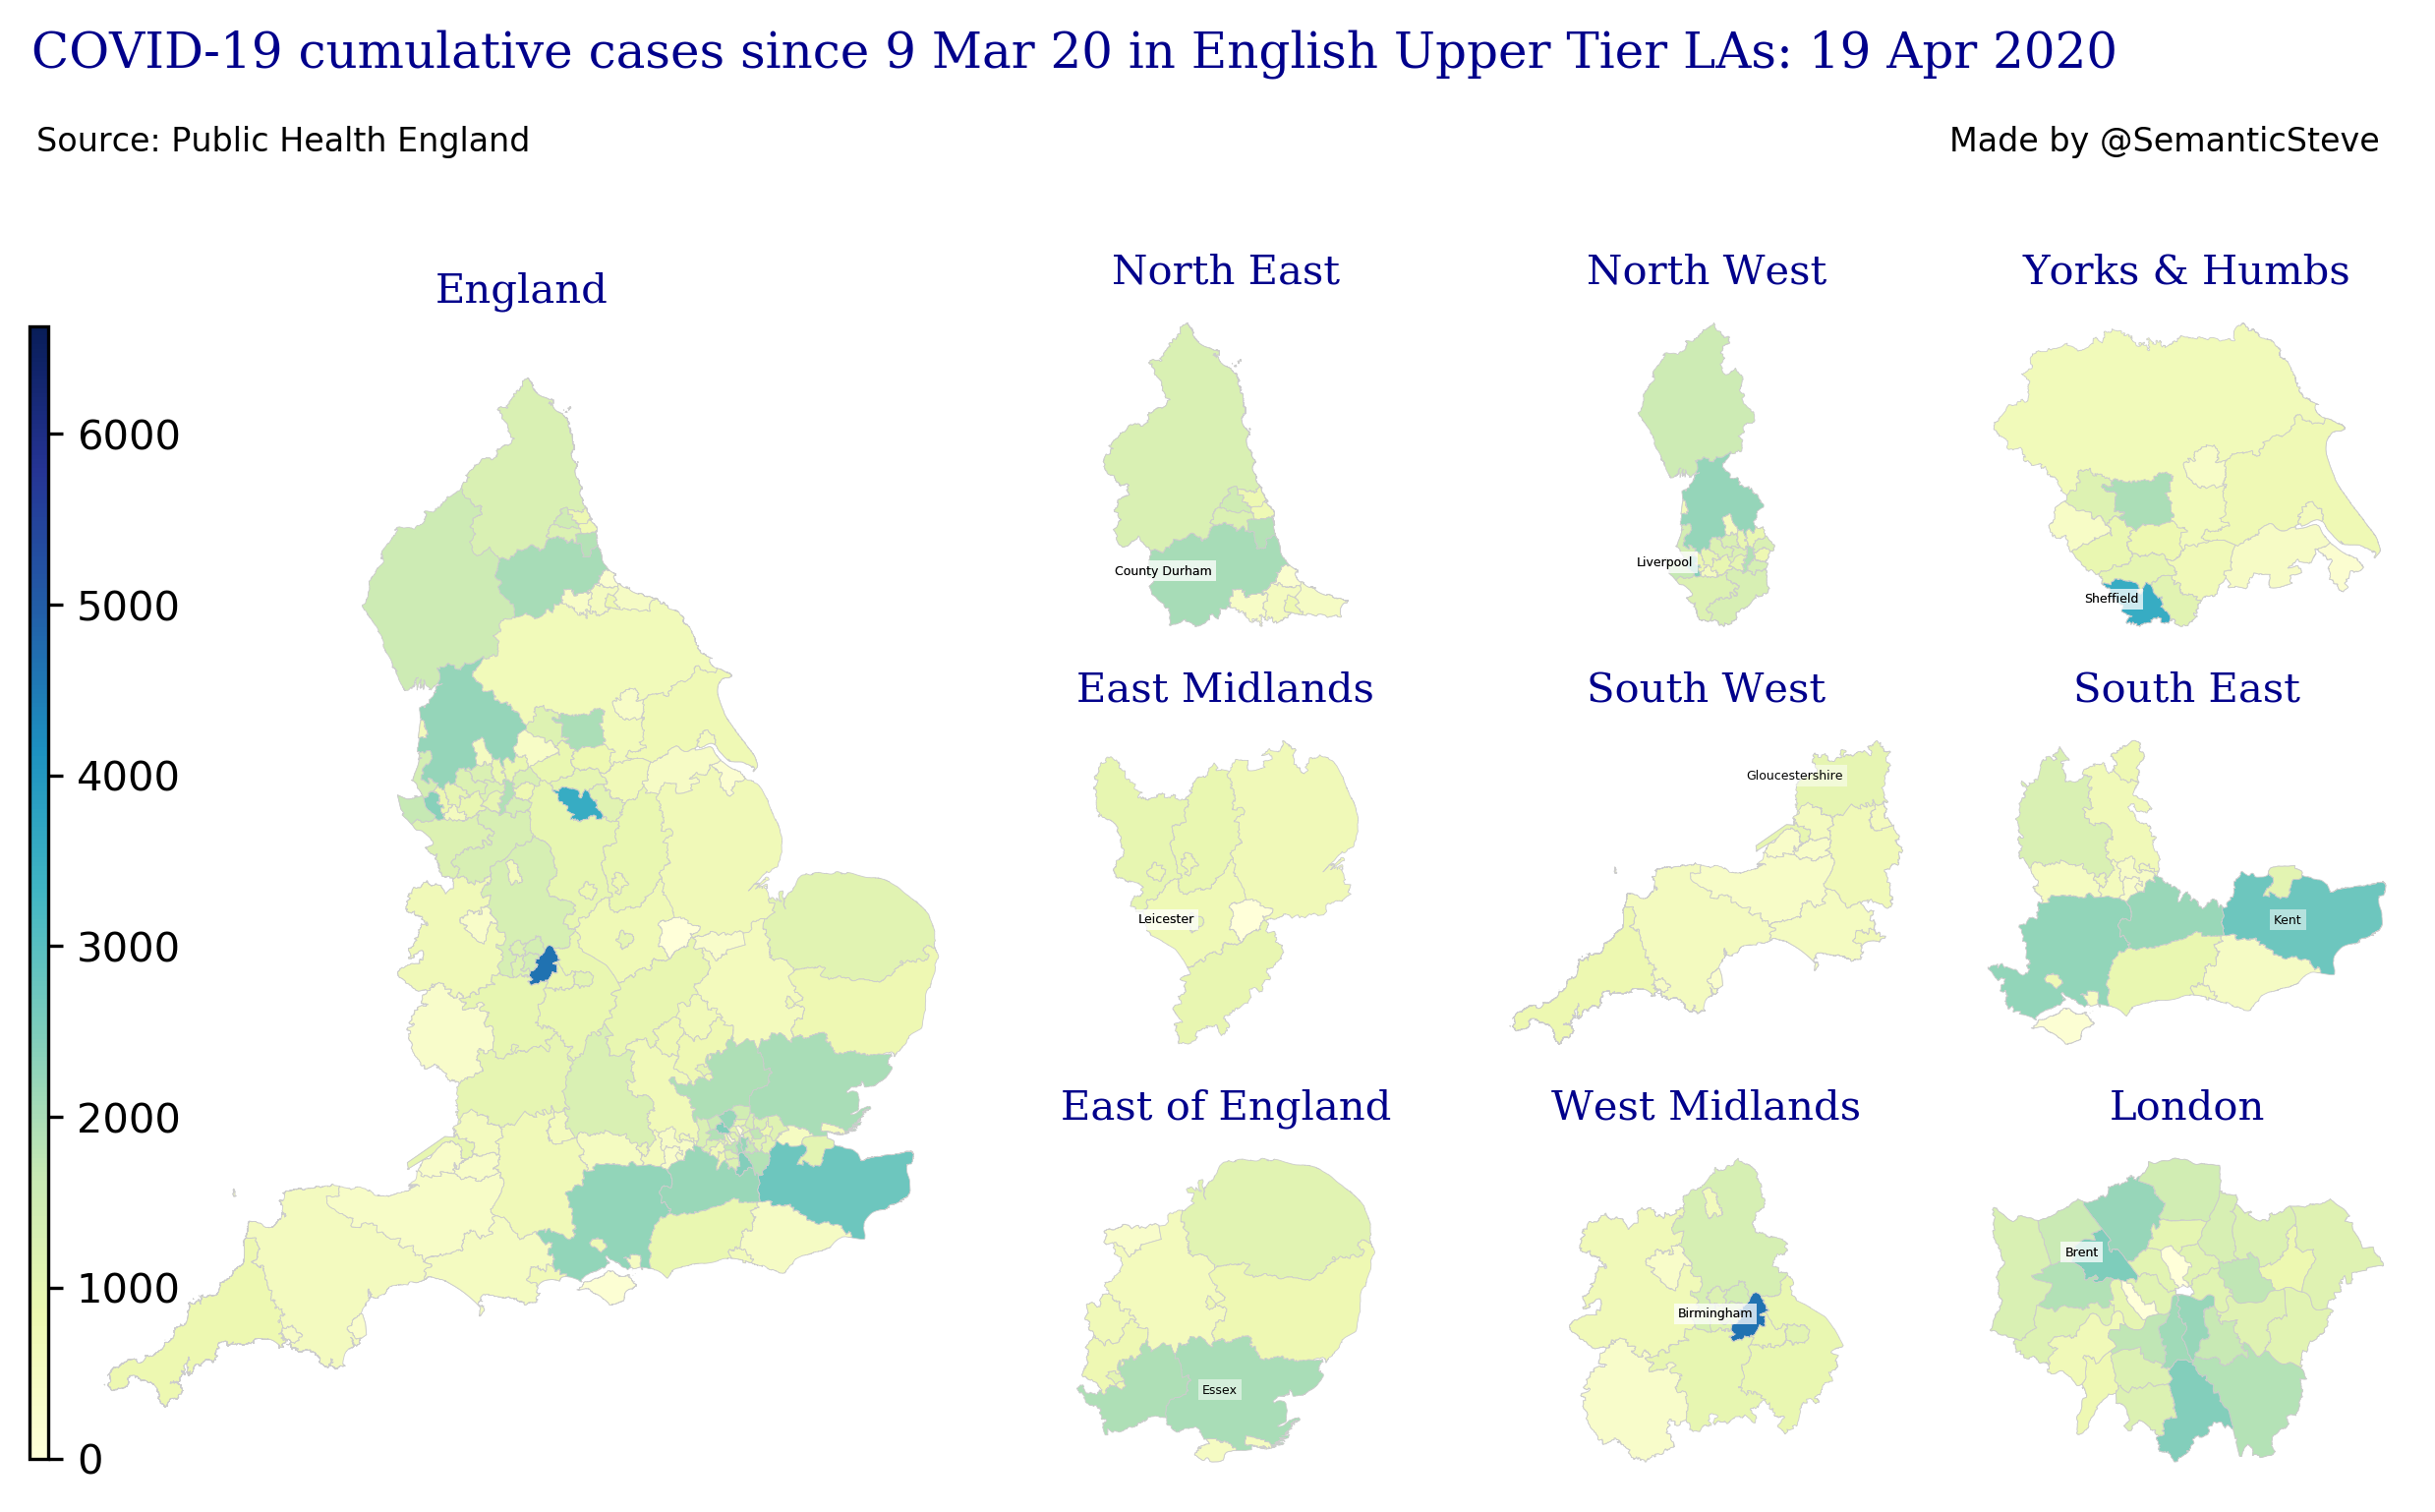 COVID-19 cumulative cases since 9 Mar 20 in English Upper Tier LAs: 19 Apr 2020
Source: Public Health England
Made by @SemanticSteve
England
6000
5000
4000
3000
2000
1000
0
North East
County Durham
North West
Liverpool
Yorks & Humbs
Sheffield
East Midlands
Leicester
South West
Gloucestershire
South East
Kent
East of England
Essex
West Midlands
Birmingham
London
Brent